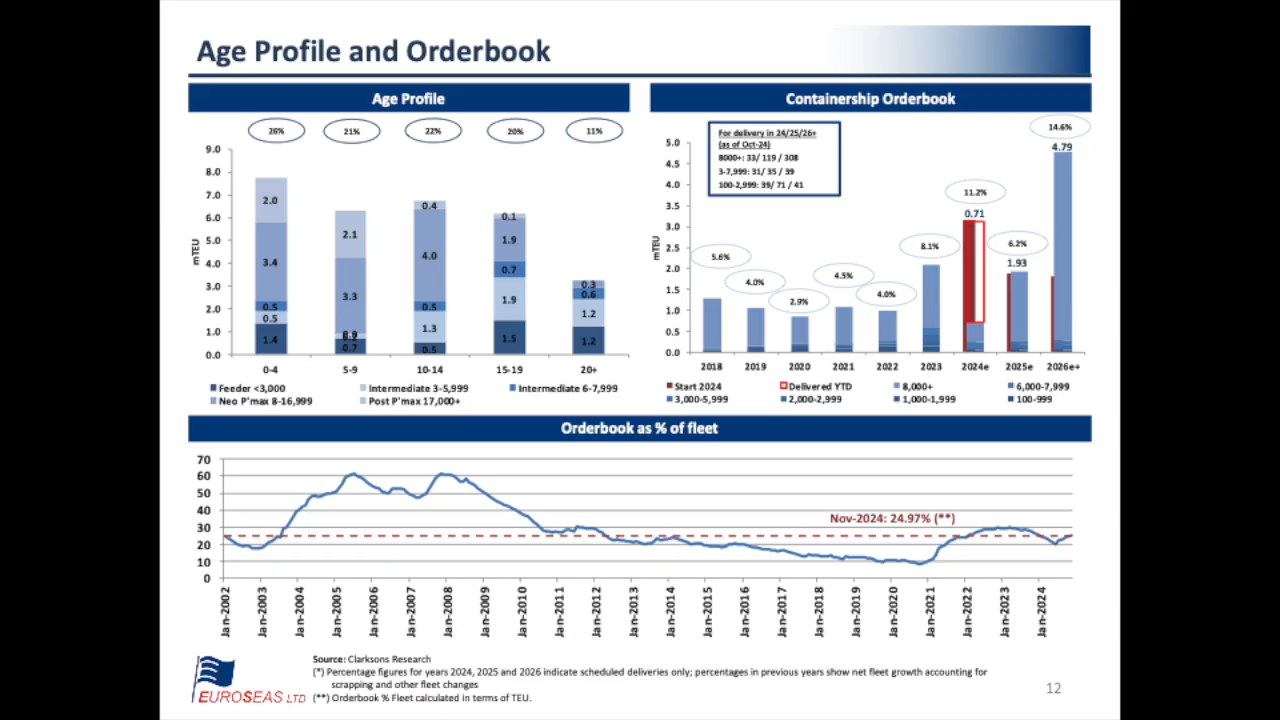 Age Profile and Orderbook
Age Profile
26%
21%
22%
20%
11%
9.0
8.0
7.0
6.0
5.0
4.0
3.0
2.0
1.0
0.0
mTEU
2.0
3.4
0.5
0.5
1.4
2.1
3.3
0.7
0.4
4.0
0.5
1.3
0.5
0.1
1.9
0.7
1.9
1.5
0.3
0.6
1.2
1.2
0-4
5-9
10-14
15-19
20+
Feeder <3,000
Intermediate 3-5,999
Intermediate 6-7,999
Neo P'max 8-16,999
Post P'max 17,000+
Containership Orderbook
For delivery in 24/25/26+
(as of Oct-24)
8000+: 33/ 119 / 308
3-7,999: 31/ 35 / 39
100-2,999: 39/ 71 / 41
5.0
4.5
4.0
3.5
3.0
2.5
2.0
1.5
1.0
0.5
0.0
mTEU
5.6%
4.0%
2.9%
4.5%
4.0%
8.1%
11.2%
0.71
6.2%
1.93
14.6%
4.79
2018
2019
2020
2021
2022
2023
2024e
2025e
2026e+
Start 2024
Delivered YTD
8,000+
6,000-7,999
3,000-5,999
2,000-2,999
1,000-1,999
100-999
Orderbook as % of fleet
70
60
50
40
30
20
10
0
Nov-2024: 24.97% (**)
Jan-2002
Jan-2003
Jan-2004
Jan-2005
Jan-2006
Jan-2007
Jan-2008
Jan-2009
Jan-2010
Jan-2011
Jan-2012
Jan-2013
Jan-2014
Jan-2015
Jan-2016
Jan-2017
Jan-2018
Jan-2019
Jan-2020
Jan-2021
Jan-2022
Jan-2023
Jan-2024
EUROSEAS LTD
Source: Clarksons Research
(*) Percentage figures for years 2024, 2025 and 2026 indicate scheduled deliveries only; percentages in previous years show net fleet growth accounting for
scrapping and other fleet changes
(**) Orderbook % Fleet calculated in terms of TEU.
12